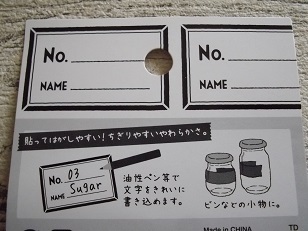 No.
NAME
No.
NAME
貼ってはがしやすい!ちぎりやすいやわらかさ。
No. 03
NAME Sugar
油性ペン等で
文字をきれいに
書き込めます。
ビンなどの小物に。
Made in CHINA
TD